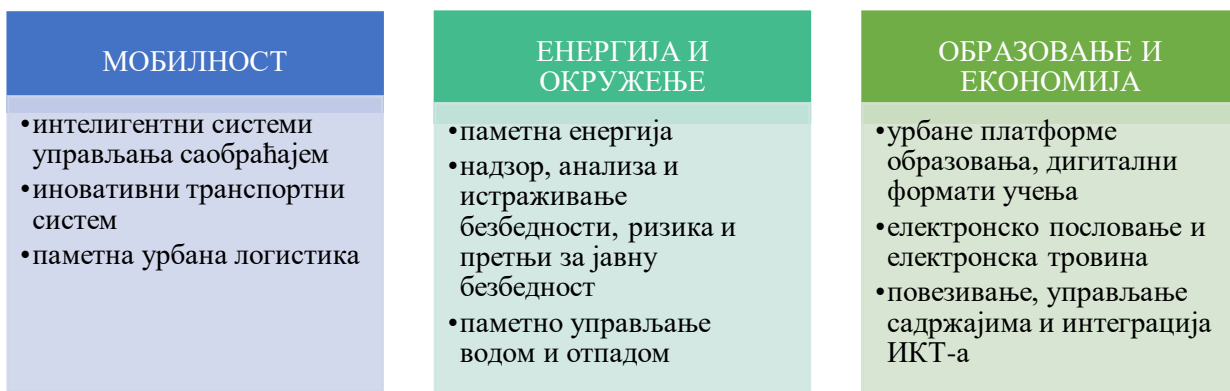 МОБИЛНОСТ
•интелигентни системи
управљања саобраћајем
•иновативни транспортни
систем
•паметна урбана логистика
ЕНЕРГИЈА И
ОКРУЖЕЊЕ
•паметна енергија
•надзор, анализа и
истраживање
безбедности, ризика и
претњи за јавну
безбедност
•паметно управљање
водом и отпадом
ОБРАЗОВАЊЕ И
ЕКОНОМИЈА
•урбане платформе
образовања, дигитални
формати учења
•електронско пословање и
електронска тровина
•повезивање, управљање
садржајима и интеграција
ИКТ-а